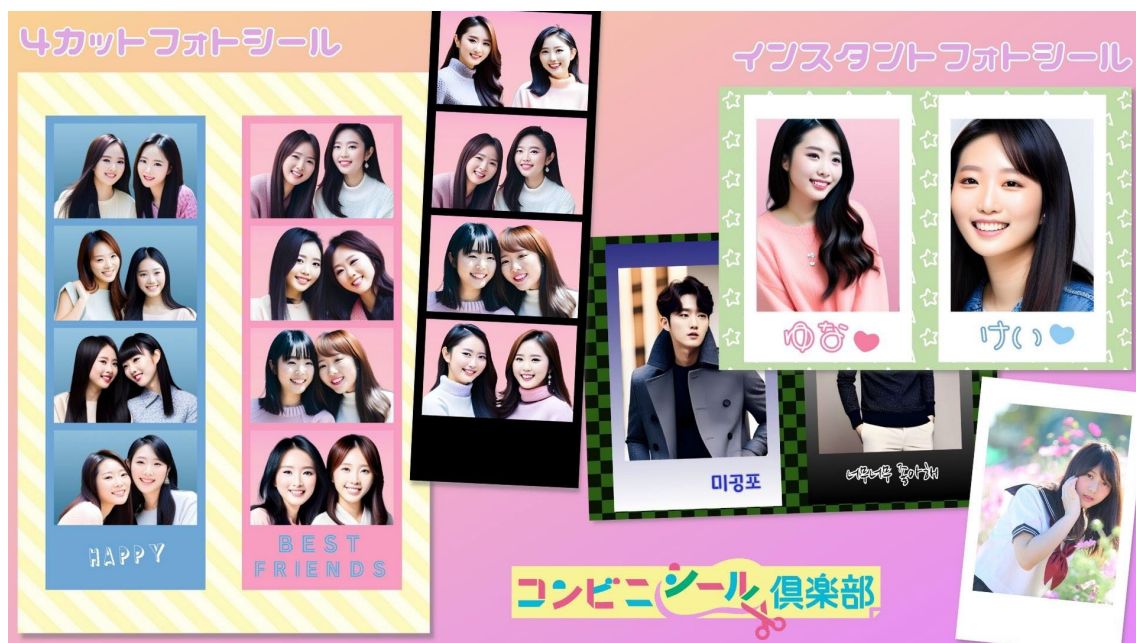 4カットフォトシール
インスタントフォトシール
HAPPY
BEST
FRIENDS
ゆな
けい
미공포
너무너무 좋아해
コンビニシール倶楽部